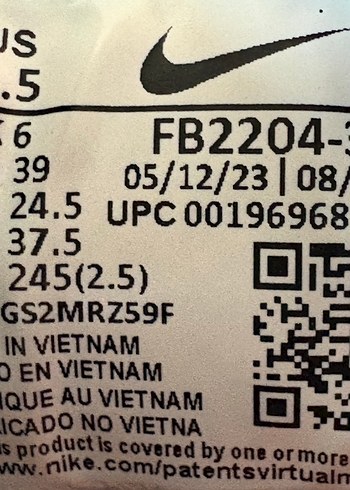 US
.5
FB2204-
6
05/12/23 | 08/
39
24.5
UPC 00196968
37.5
245(2.5)
GS2MRZ59F
IN VIETNAM
O EN VIETNAM
IQUE AU VIETNAM
ICADO NO VIETNA
is product is covered by one or more
www.nike.com/patentsvirtualm